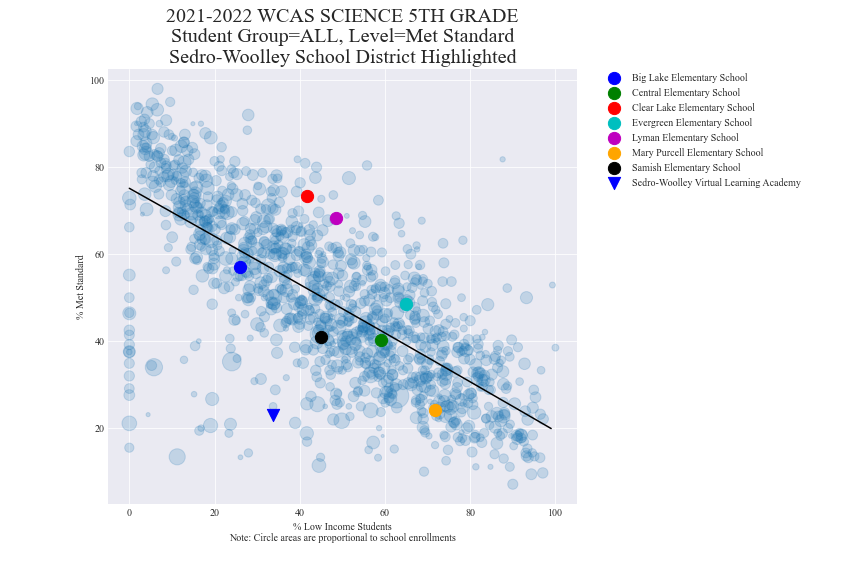 2021-2022 WCAS SCIENCE 5TH GRADE
Student Group=ALL, Level=Met Standard
Sedro-Woolley School District Highlighted
% Met Standard
100
80
60
40
20
0
20
40
60
80
100
% Low Income Students
Note: Circle areas are proportional to school enrollments
Big Lake Elementary School
Central Elementary School
Clear Lake Elementary School
Evergreen Elementary School
Lyman Elementary School
Mary Purcell Elementary School
Samish Elementary School
Sedro-Woolley Virtual Learning Academy